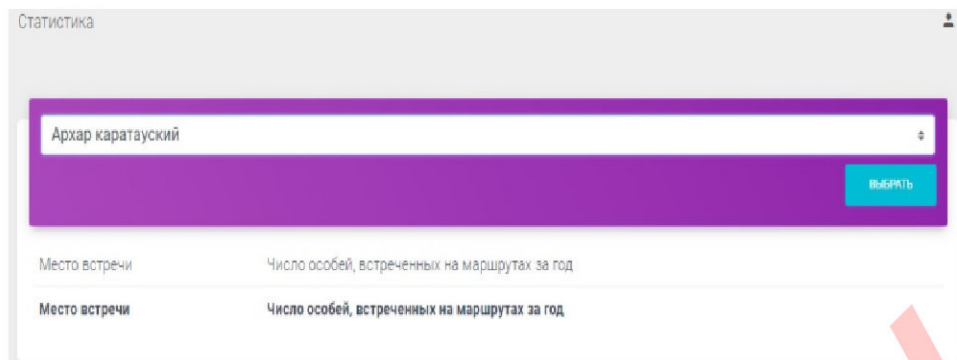 Статистика
Архар каратауский
ВЫБРАТЬ
Место встречи Число особей, встреченных на маршрутах за год
Место встречи Число особей, встреченных на маршрутах за год